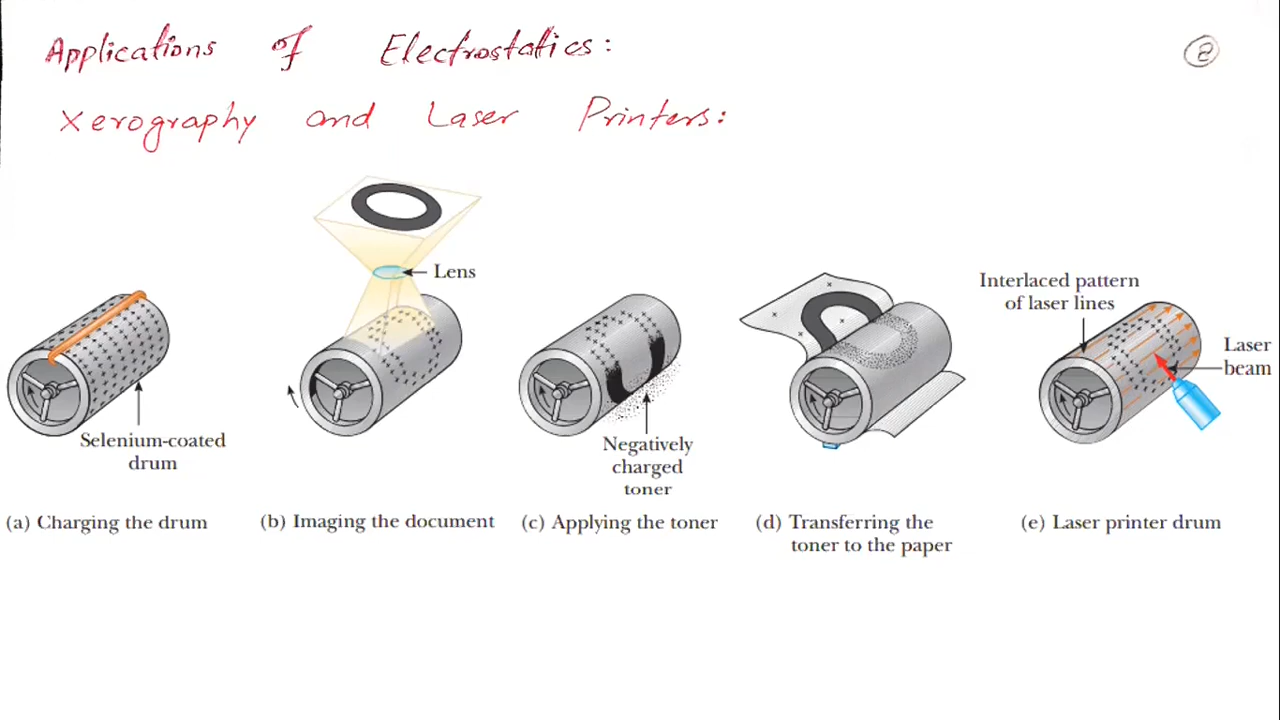 Applications of Electrostatics:
2
Xerography and Laser Printers:
Lens
Selenium-coated
drum
Negatively
charged
toner
Interlaced pattern
of laser lines
Laser
beam
(a) Charging the drum
(b) Imaging the document
(c) Applying the toner
(d) Transferring the
toner to the paper
(e) Laser printer drum